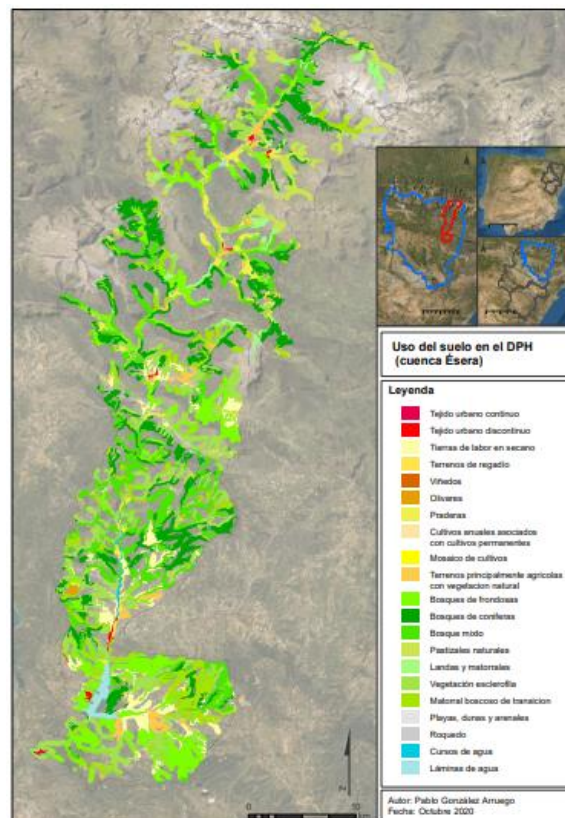 Uso del suelo en el DPH
(cuenca Ésera)
Leyenda
Tejido urbano continuo
Tejido urbano discontinuo
Tierras de labor en secano
Terrenos de regadío
Viñedos
Olivares
Praderas
Cultivos anuales asociados
con cultivos permanentes
Mosaico de cultivos
Terrenos principalmente agrícolas
con vegetacion natural
Bosques de frondosas
Bosques de coníferas
Bosque mixto
Pastizales naturales
Landas y matorrales
Vegetación esclerofila
Matorral boscoso de transicion
Playas, dunas y arenales
Roquedo
Cursos de agua
Láminas de agua
Autor: Pablo González Arruego
Fecha: Octubre 2020